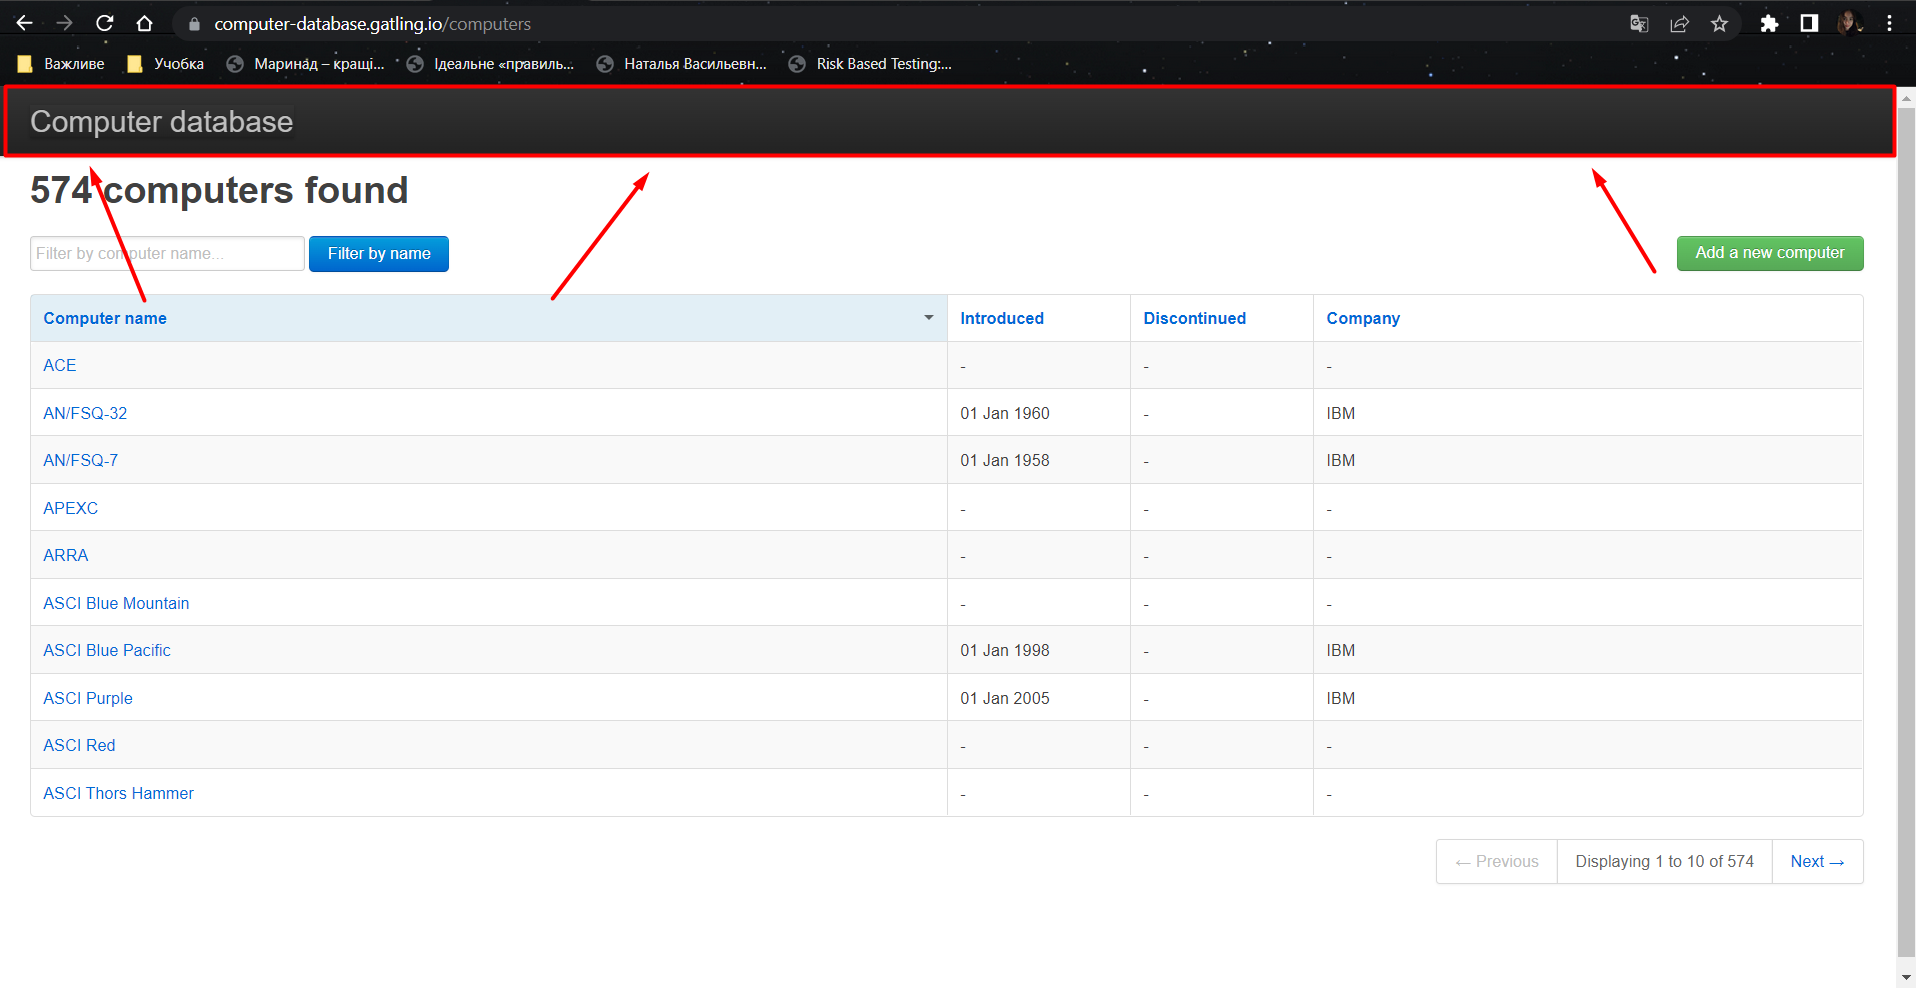 computer-database.gatling.io/computers
Важливе Учобка Марина́д – кращі... Ідеальне «правиль... Наталья Васильевн... Risk Based Testing:...
Computer database
574 computers found
Filter by computer name... Filter by name Add a new computer
Computer name Introduced Discontinued Company
ACE - - -
AN/FSQ-32 01 Jan 1960 - IBM
AN/FSQ-7 01 Jan 1958 - IBM
APEXC - - -
ARRA - - -
ASCI Blue Mountain - - -
ASCI Blue Pacific 01 Jan 1998 - IBM
ASCI Purple 01 Jan 2005 - IBM
ASCI Red - - -
ASCI Thors Hammer - - -
← Previous Displaying 1 to 10 of 574 Next →